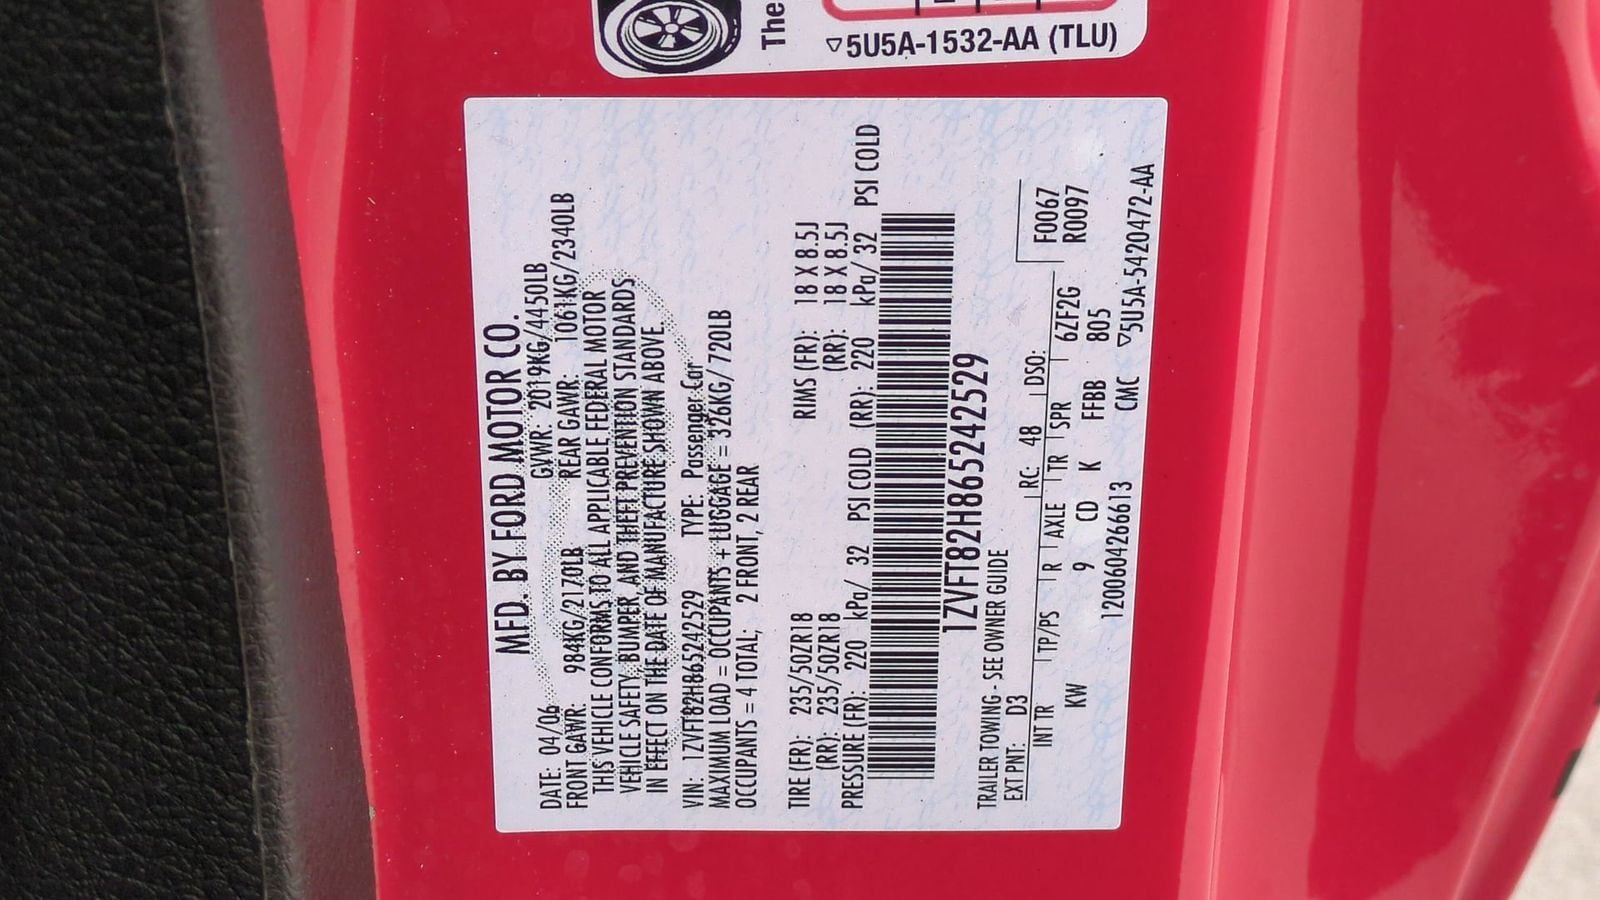 The
▽5U5A-1532-AA (TLU)
MFD. BY FORD MOTOR CO.
DATE: 04/06 GVWR: 2019KG/4450LB
FRONT GAWR: 984KG/2170LB REAR GAWR: 1061KG/2340LB
THIS VEHICLE CONFORMS TO ALL APPLICABLE FEDERAL MOTOR
VEHICLE SAFETY, BUMPER, AND THEFT PREVENTION STANDARDS
IN EFFECT ON THE DATE OF MANUFACTURE SHOWN ABOVE.
VIN: 1ZVFT82H865242529 TYPE: Passenger Car
MAXIMUM LOAD = OCCUPANTS + LUGGAGE = 326KG/720LB
OCCUPANTS = 4 TOTAL; 2 FRONT, 2 REAR
TIRE (FR): 235/50ZR18 RIMS (FR): 18 X 8.5J
(RR): 235/50ZR18 (RR): 18 X 8.5J
PRESSURE (FR): 220 kPa/ 32 PSI COLD (RR): 220 kPa/ 32 PSI COLD
1ZVFT82H865242529
TRAILER TOWING - SEE OWNER GUIDE
EXT PNT: D3 RC: 48 DSO: F0067
INT TR TP/PS R AXLE TR SPR 6ZF2G R0097
KW 9 CD K FFBB 805
1200604266613 CMC ▽5U5A-5420472-AA